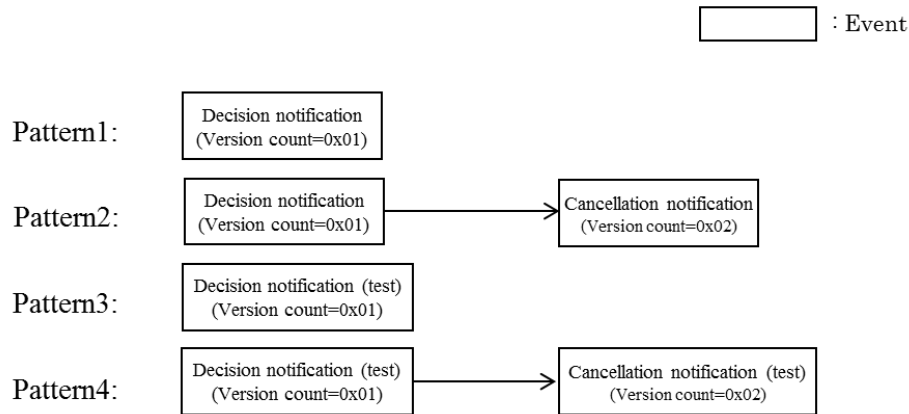 : Event
Pattern1:
Decision notification
(Version count=0x01)
Pattern2:
Decision notification
(Version count=0x01)
Cancellation notification
(Version count=0x02)
Pattern3:
Decision notification (test)
(Version count=0x01)
Pattern4:
Decision notification (test)
(Version count=0x01)
Cancellation notification (test)
(Version count=0x02)